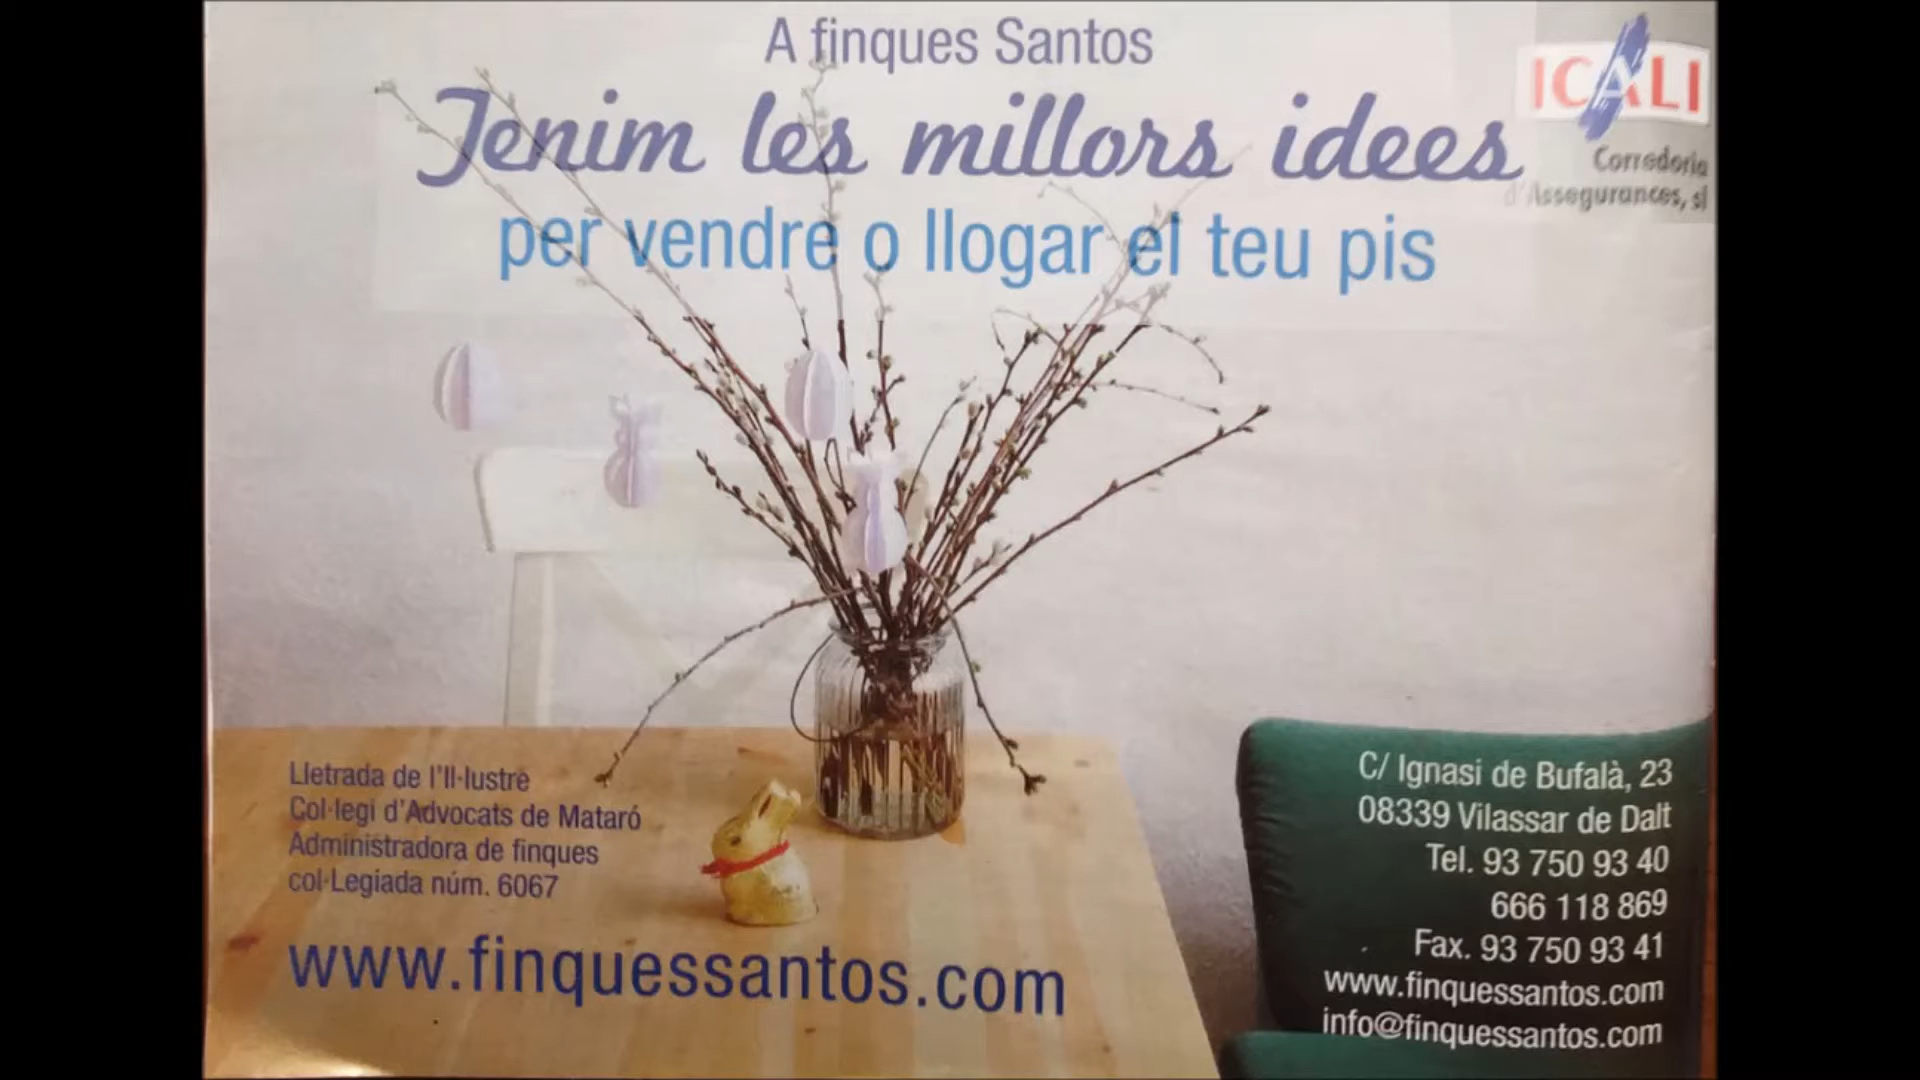 A finques Santos
Tenim les millors idees
per vendre o llogar el teu pis
ICALI
Corredoria
d'Assegurances, sl
Lletrada de l'Il·lustre
Col·legi d'Advocats de Mataró
Administradora de finques
col·Legiada núm. 6067
www.finquessantos.com
C/ Ignasi de Bufalà, 23
08339 Vilassar de Dalt
Tel. 93 750 93 40
666 118 869
Fax. 93 750 93 41
www.finquessantos.com
info@finquessantos.com